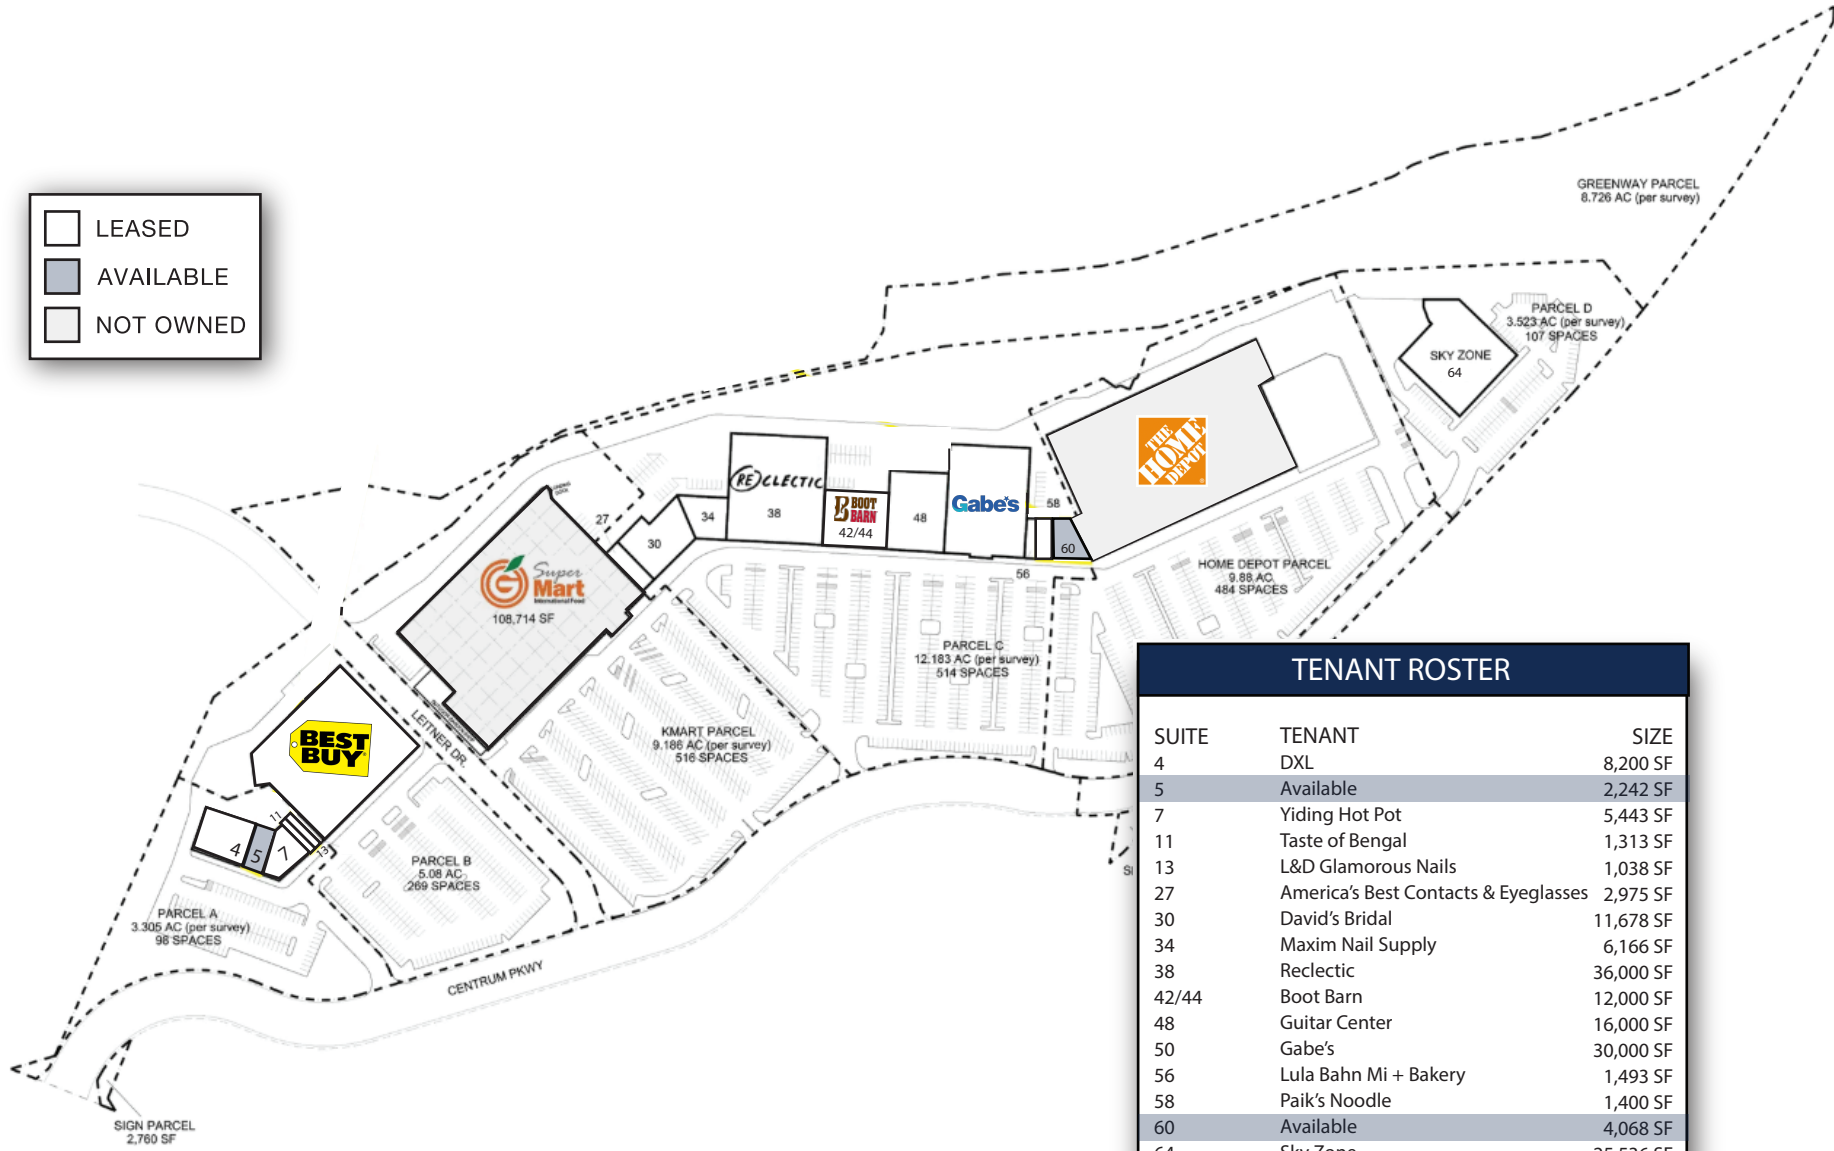 LEASED
AVAILABLE
NOT OWNED
GREENWAY PARCEL
8.726 AC (per survey)
PARCEL D
3.523 AC (per survey)
107 SPACES
SKY ZONE
64
THE
HOME
DEPOT
(RE)CLECTIC
38
BOOT
BARN
42/44
48
Gabe's
58
60
56
34
30
27
LOADING
DOCK
G Super
Mart
International Food
108,714 SF
HOME DEPOT PARCEL
9.88 AC
484 SPACES
PARCEL C
12.183 AC (per survey)
514 SPACES
KMART PARCEL
9.186 AC (per survey)
516 SPACES
LEITNER DR.
BEST
BUY
11
4
5
7
13
PARCEL B
5.08 AC
269 SPACES
PARCEL A
3.305 AC (per survey)
98 SPACES
CENTRUM PKWY
SIGN PARCEL
2,760 SF
TENANT ROSTER
SUITE TENANT SIZE
4 DXL 8,200 SF
5 Available 2,242 SF
7 Yiding Hot Pot 5,443 SF
11 Taste of Bengal 1,313 SF
13 L&D Glamorous Nails 1,038 SF
27 America's Best Contacts & Eyeglasses 2,975 SF
30 David's Bridal 11,678 SF
34 Maxim Nail Supply 6,166 SF
38 Reclectic 36,000 SF
42/44 Boot Barn 12,000 SF
48 Guitar Center 16,000 SF
50 Gabe's 30,000 SF
56 Lula Bahn Mi + Bakery 1,493 SF
58 Paik's Noodle 1,400 SF
60 Available 4,068 SF
64 Sky Zone 25,526 SF